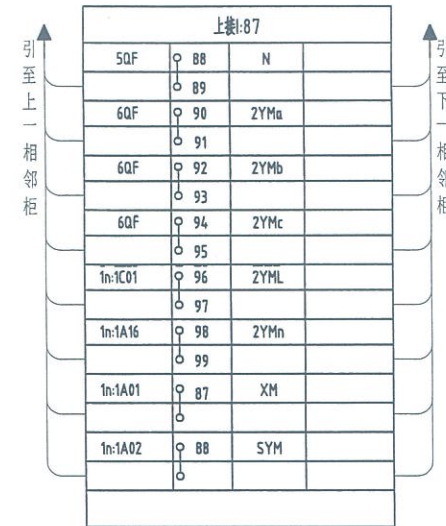 上接I:87
5QF 88 N
89
6QF 90 2YMa
91
6QF 92 2YMb
93
6QF 94 2YMc
95
1n:1C01 96 2YML
97
1n:1A16 98 2YMn
99
1n:1A01 87 XM
1n:1A02 88 SYM
引至上一相邻柜
引至下一相邻柜